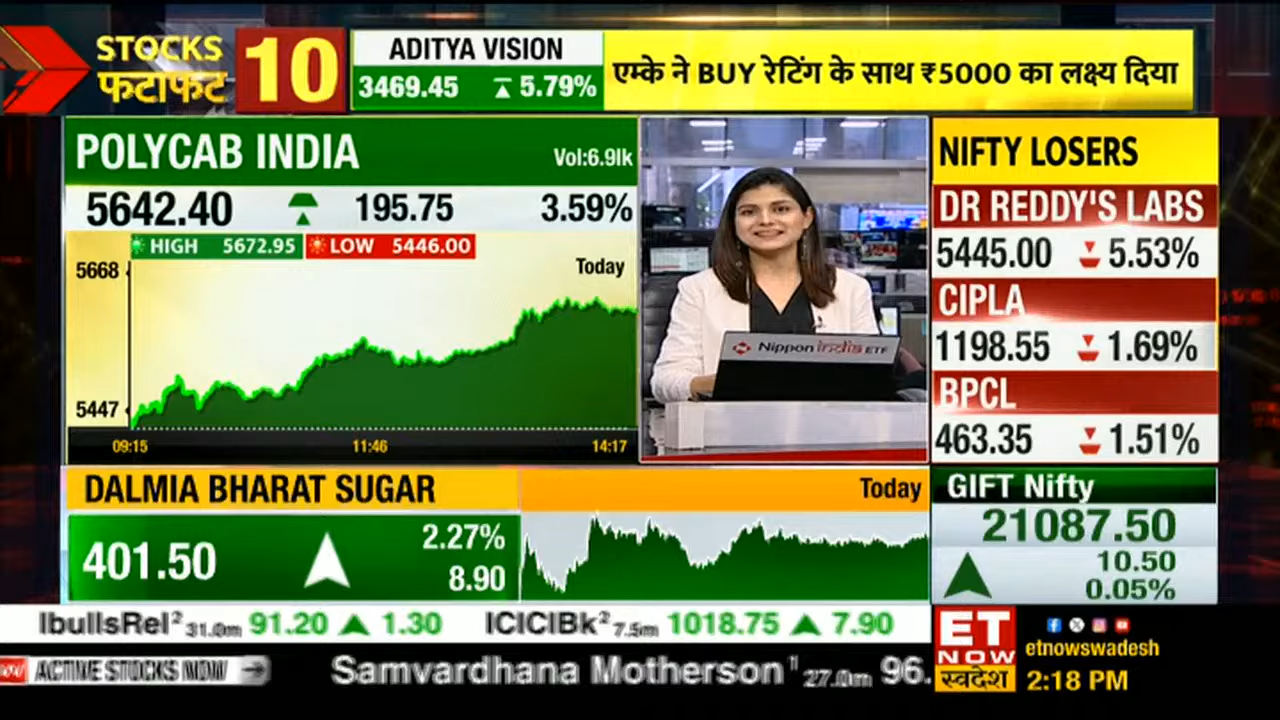 STOCKS
फटाफट
10
ADITYA VISION
3469.45 5.79%
एम्के ने BUY रेटिंग के साथ ₹5000 का लक्ष्य दिया
POLYCAB INDIA Vol:6.9lk
5642.40 195.75 3.59%
HIGH 5672.95 LOW 5446.00
5668
Today
5447
09:15 11:46 14:17
Nippon india ETF
NIFTY LOSERS
DR REDDY'S LABS
5445.00 5.53%
CIPLA
1198.55 1.69%
BPCL
463.35 1.51%
DALMIA BHARAT SUGAR
Today
401.50
2.27%
8.90
GIFT Nifty
21087.50
10.50
0.05%
IbullsRel² 31.0m 91.20 ▲ 1.30 ICICIBk² 7.5m 1018.75 ▲ 7.90
ACTIVE STOCKS NOW
Samvardhana Motherson 27.0m 96.
ET
NOW
स्वदेश
etnowswadesh
2:18 PM